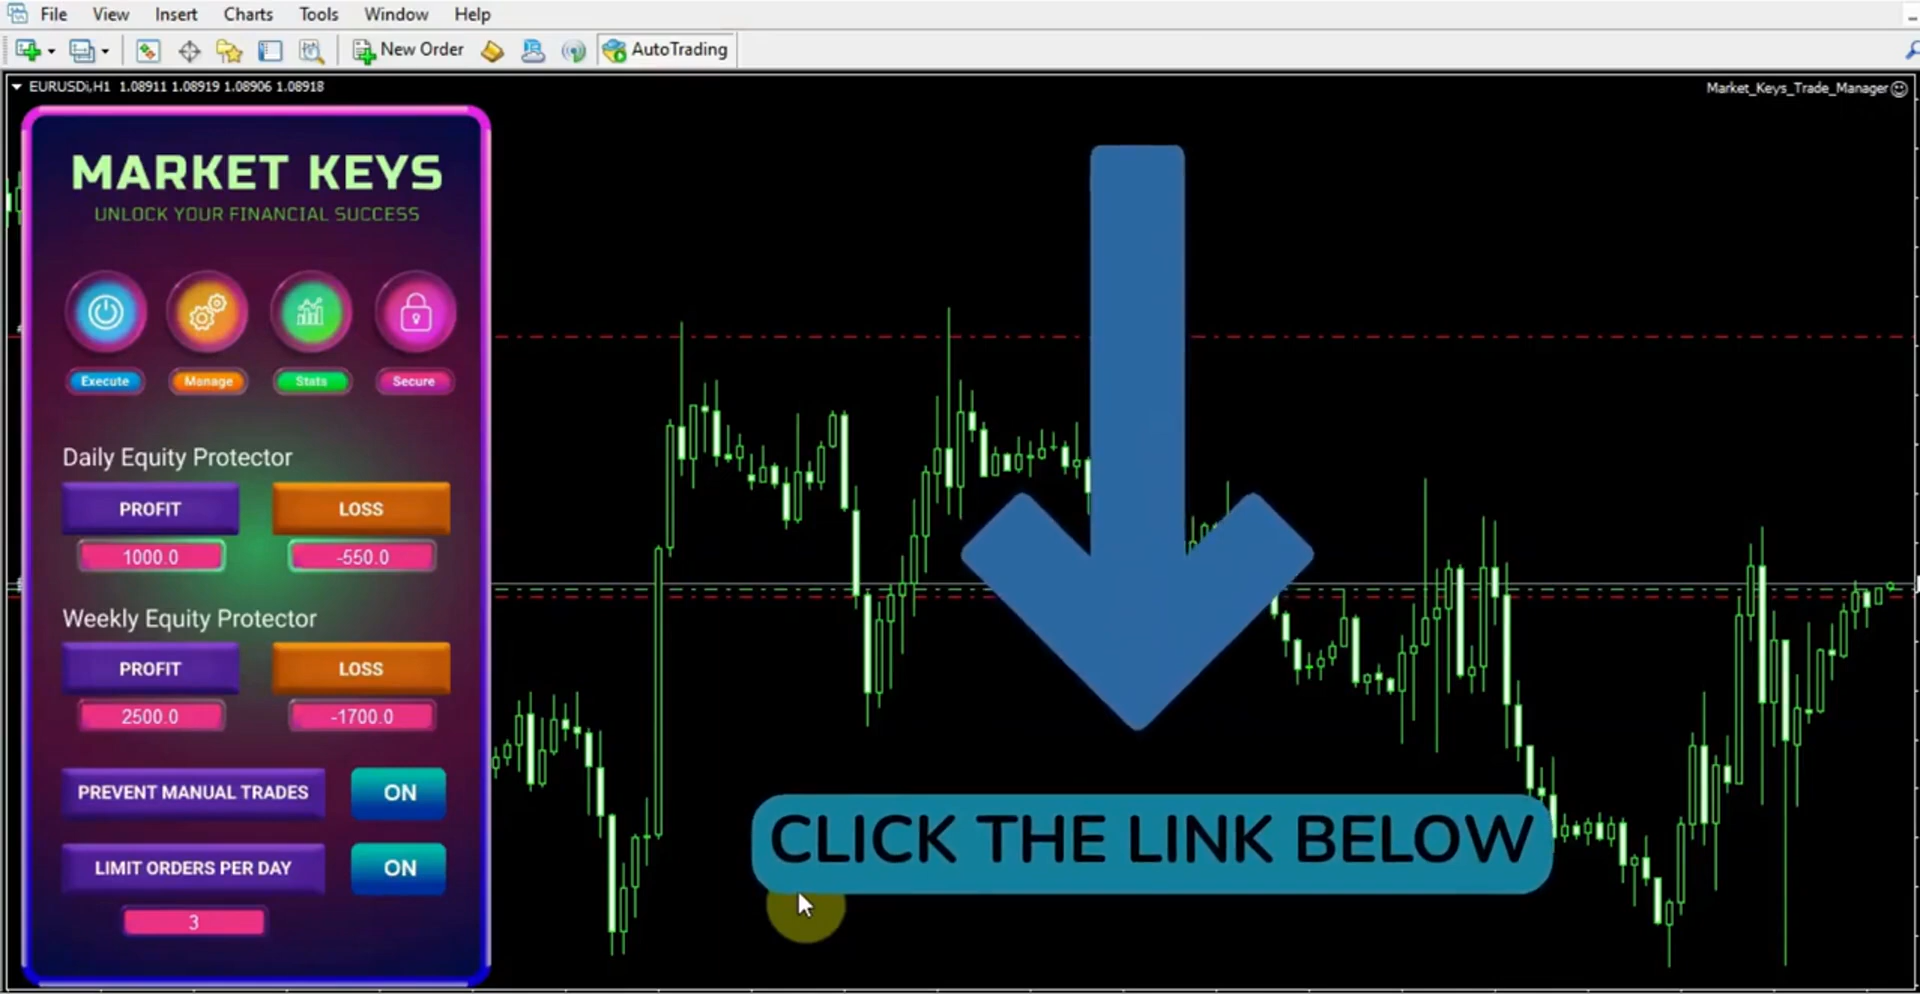 File View Insert Charts Tools Window Help
New Order AutoTrading
EURUSDi,H1 1.08911 1.08919 1.08906 1.08918
Market_Keys_Trade_Manager
MARKET KEYS
UNLOCK YOUR FINANCIAL SUCCESS
Execute Manage Stats Secure
Daily Equity Protector
PROFIT LOSS
1000.0 -550.0
Weekly Equity Protector
PROFIT LOSS
2500.0 -1700.0
PREVENT MANUAL TRADES ON
LIMIT ORDERS PER DAY ON
3
CLICK THE LINK BELOW